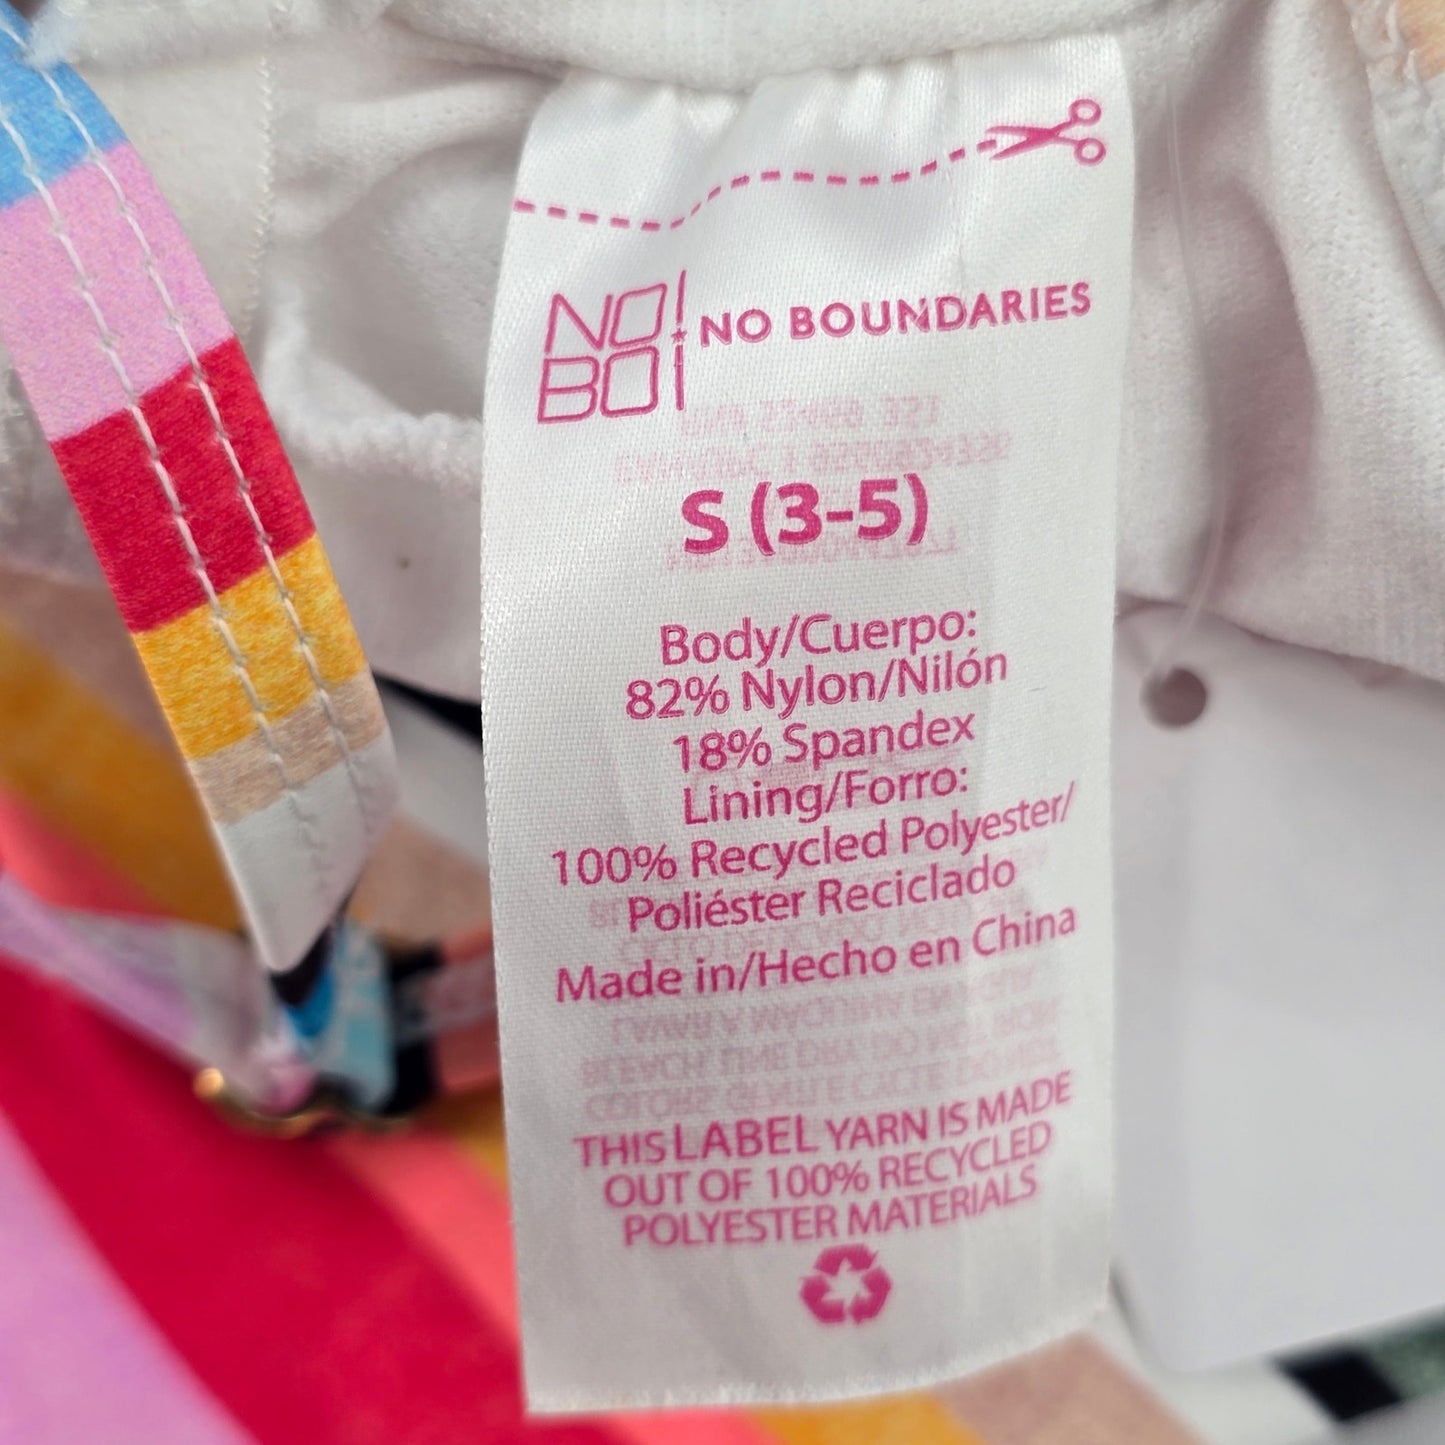 NO!
BO
NO BOUNDARIES
S (3-5)
Body/Cuerpo:
82% Nylon/Nilón
18% Spandex
Lining/Forro:
100% Recycled Polyester/
Poliéster Reciclado
Made in/Hecho en China
THIS LABEL YARN IS MADE
OUT OF 100% RECYCLED
POLYESTER MATERIALS